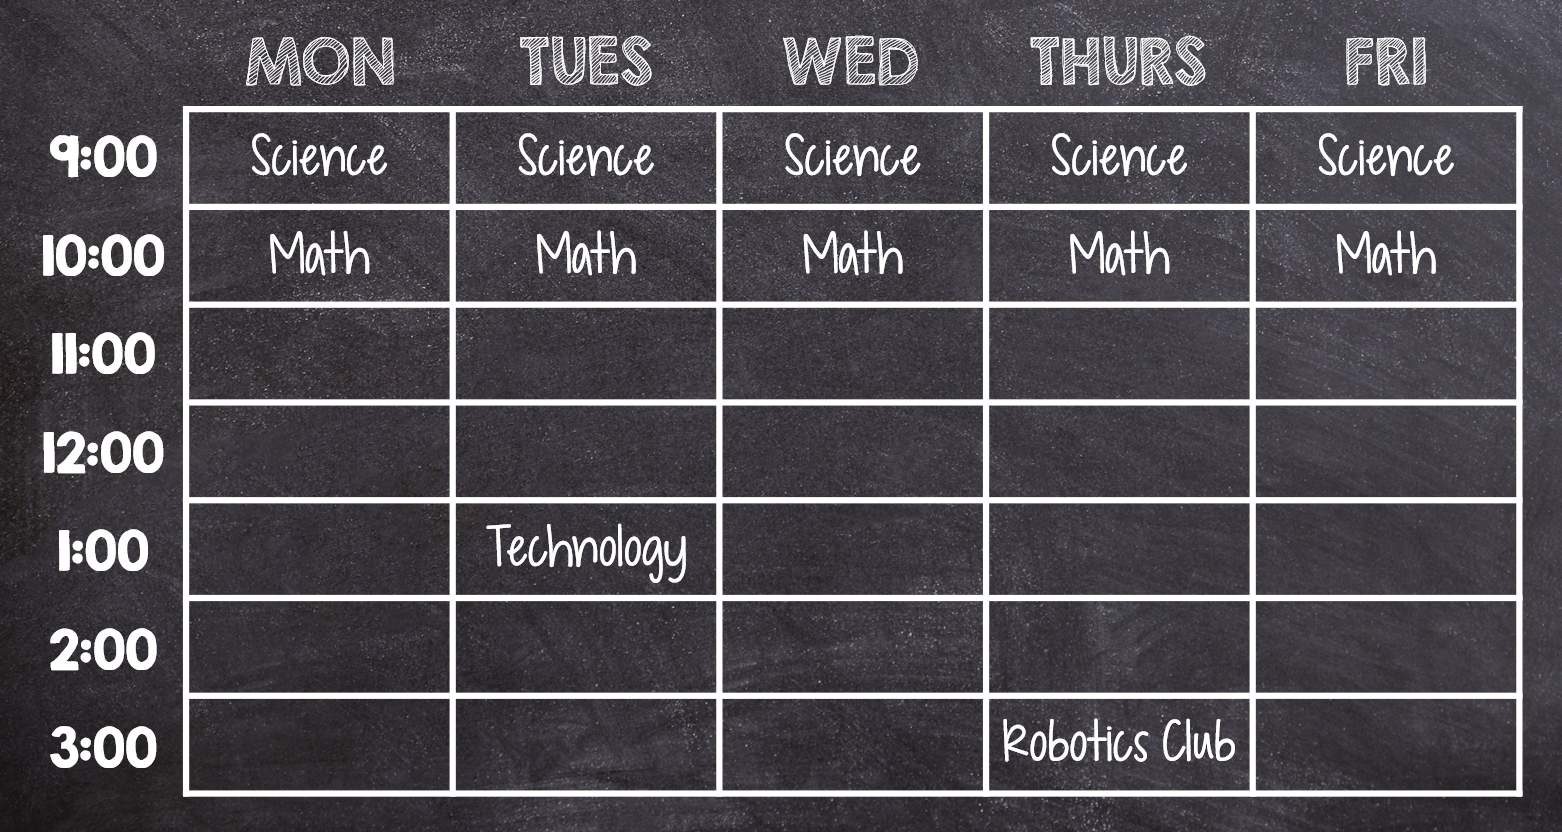 MON TUES WED THURS FRI
9:00 Science Science Science Science Science
10:00 Math Math Math Math Math
11:00
12:00
1:00 Technology
2:00
3:00 Robotics Club